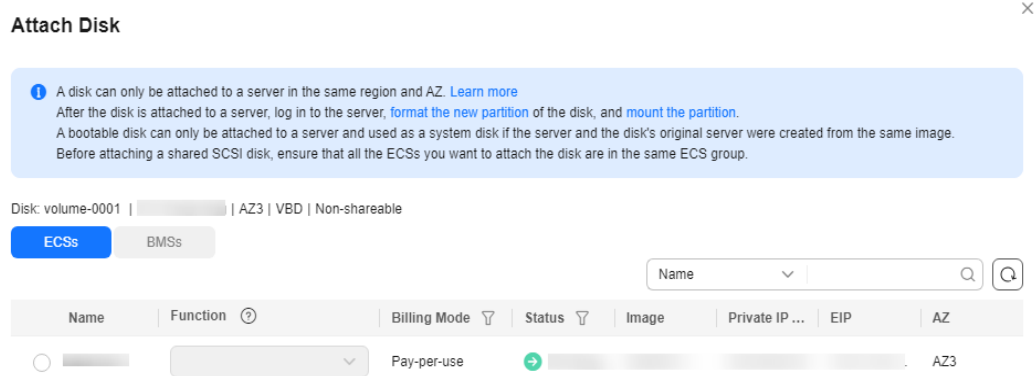 Attach Disk
A disk can only be attached to a server in the same region and AZ. Learn more
After the disk is attached to a server, log in to the server, format the new partition of the disk, and mount the partition.
A bootable disk can only be attached to a server and used as a system disk if the server and the disk's original server were created from the same image.
Before attaching a shared SCSI disk, ensure that all the ECSs you want to attach the disk are in the same ECS group.
Disk: volume-0001 | | AZ3 | VBD | Non-shareable
ECSs BMSs
Name
Name Function Billing Mode Status Image Private IP ... EIP AZ
Pay-per-use AZ3